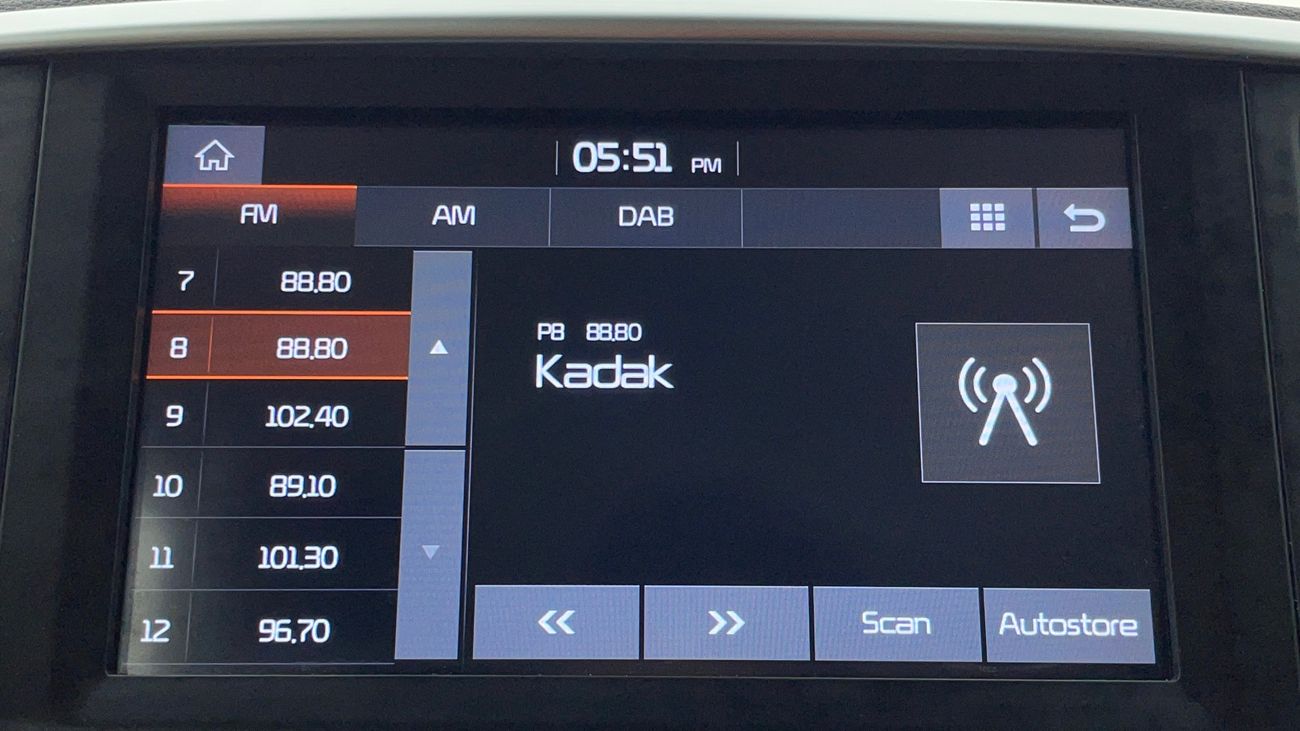 05:51 PM
FM AM DAB
7 88.80
8 88.80
9 102.40
10 89.10
11 101.30
12 96.70
P8 88.80
Kadak
Scan Autostore